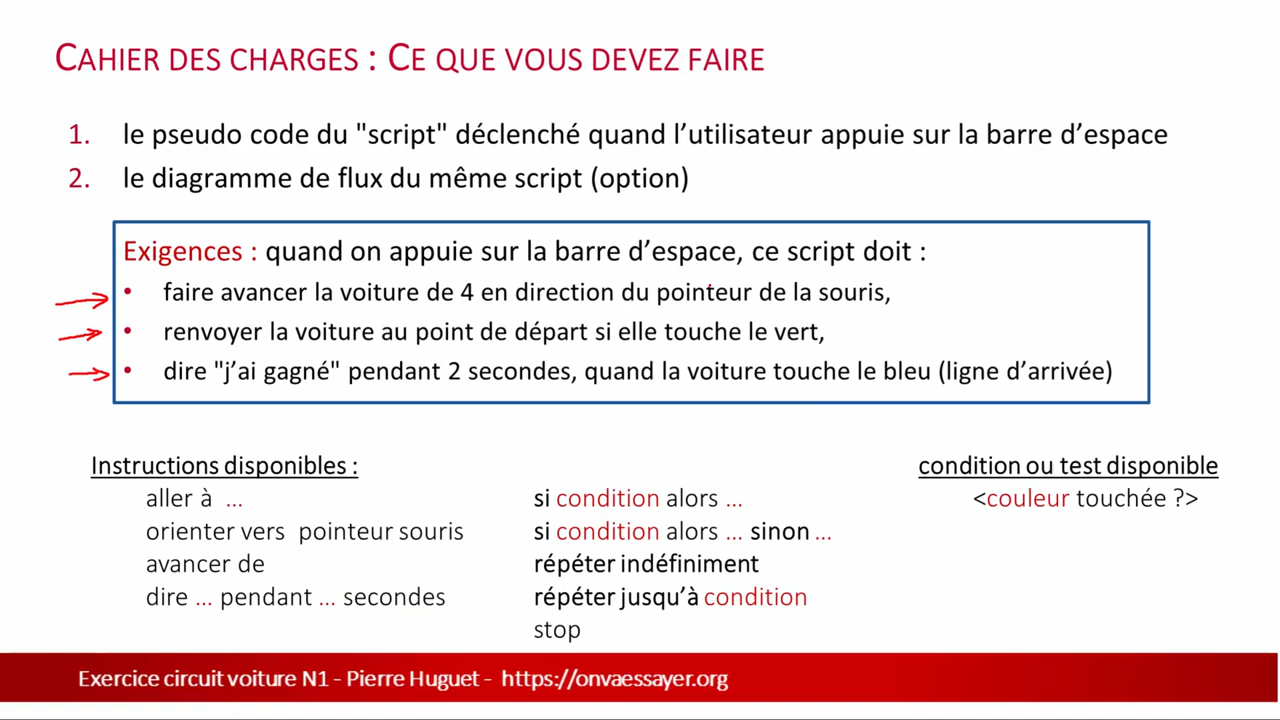 CAHIER DES CHARGES : CE QUE VOUS DEVEZ FAIRE
1. le pseudo code du "script" déclenché quand l’utilisateur appuie sur la barre d’espace
2. le diagramme de flux du même script (option)
Exigences : quand on appuie sur la barre d’espace, ce script doit :
• faire avancer la voiture de 4 en direction du pointeur de la souris,
• renvoyer la voiture au point de départ si elle touche le vert,
• dire "j’ai gagné" pendant 2 secondes, quand la voiture touche le bleu (ligne d’arrivée)
Instructions disponibles :
aller à ...
orienter vers pointeur souris
avancer de
dire ... pendant ... secondes
si condition alors ...
si condition alors ... sinon ...
répéter indéfiniment
répéter jusqu’à condition
stop
condition ou test disponible
<couleur touchée ?>
Exercice circuit voiture N1 - Pierre Huguet - https://onvaessayer.org